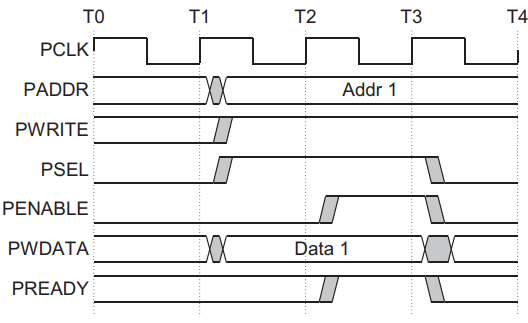 T0 T1 T2 T3 T4
PCLK
PADDR Addr 1
PWRITE
PSEL
PENABLE
PWDATA Data 1
PREADY